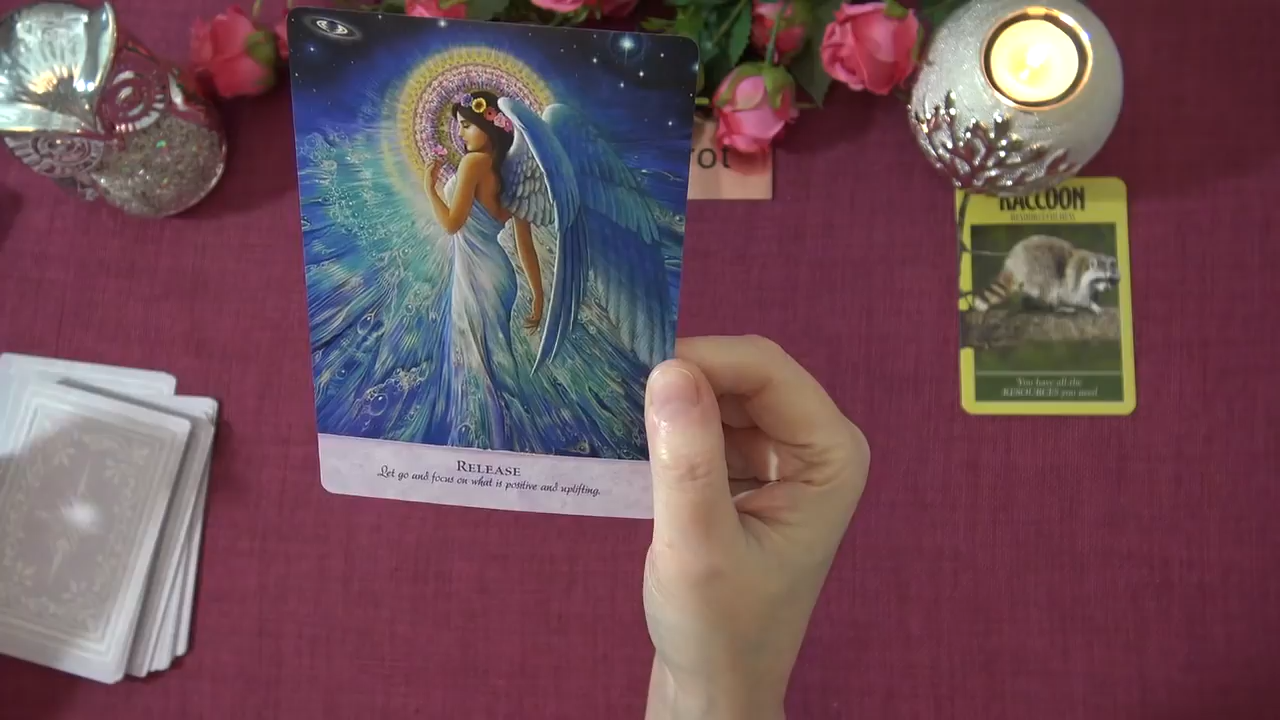 RELEASE
Let go and focus on what is positive and uplifting.
rot
RACCOON
RESOURCEFULNESS
You have all the
RESOURCES you need